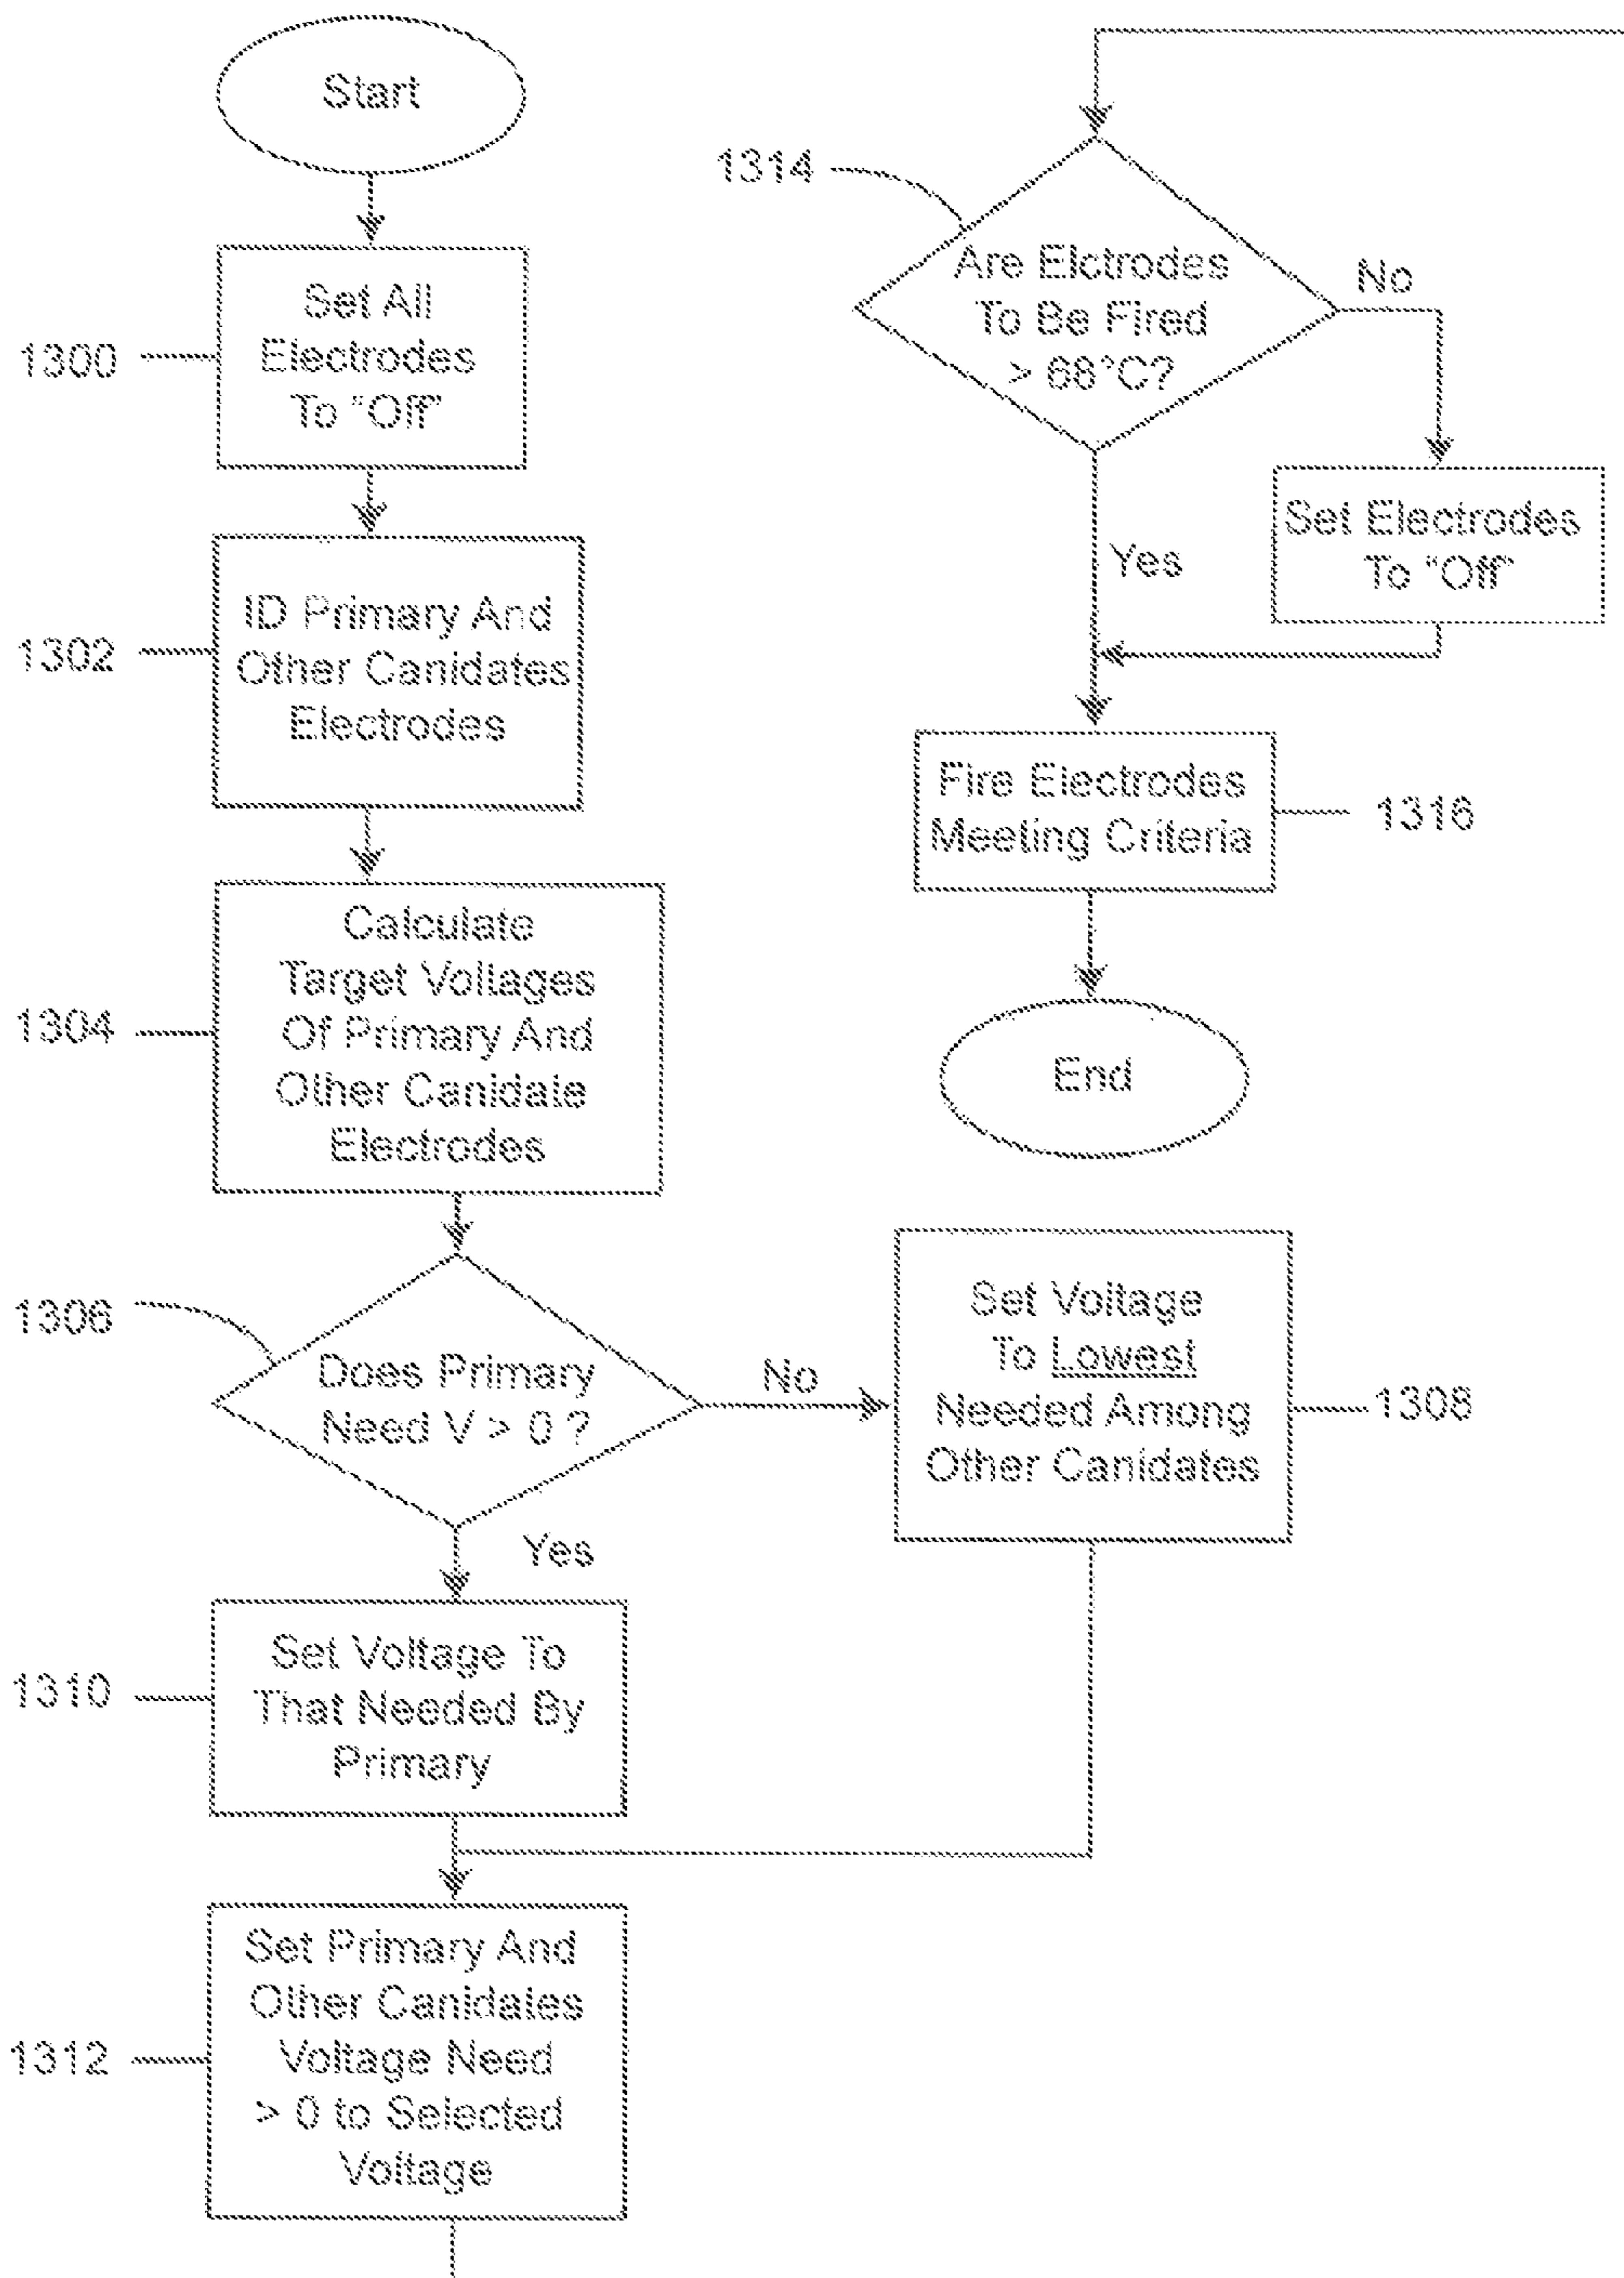 Start
1300
Set All
Electrodes
To "Off"
1302
ID Primary And
Other Canidates
Electrodes
1304
Calculate
Target Voltages
Of Primary And
Other Canidate
Electrodes
1306
Does Primary
Need V > 0 ?
No
Yes
Set Voltage
To Lowest
Needed Among
Other Canidates
1308
1310
Set Voltage To
That Needed By
Primary
1312
Set Primary And
Other Canidates
Voltage Need
> 0 to Selected
Voltage
1314
Are Elctrodes
To Be Fired
> 68°C?
No
Yes
Set Electrodes
To "Off"
Fire Electrodes
Meeting Criteria
1316
End